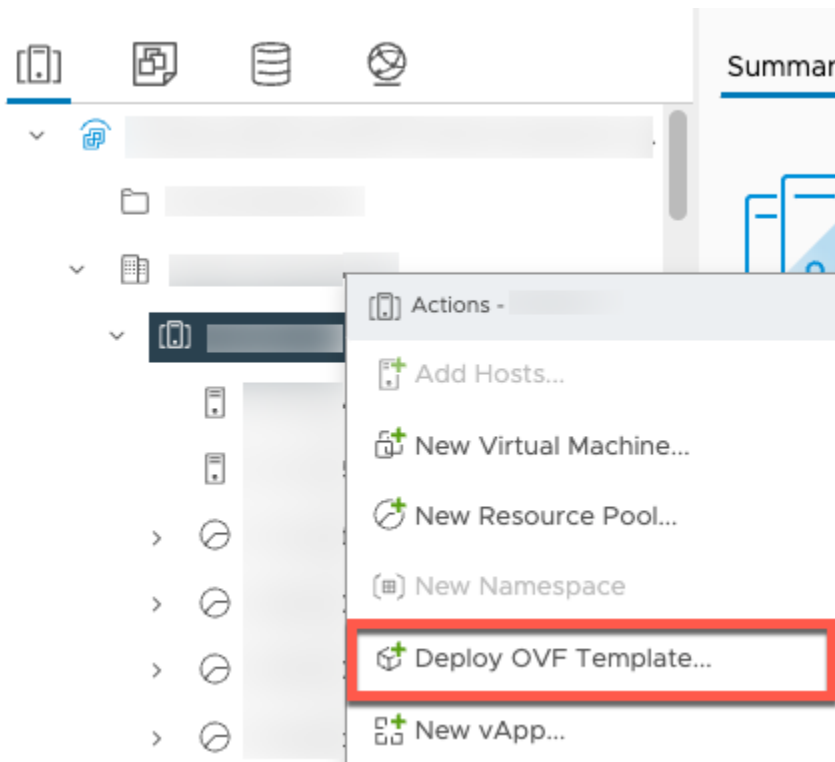 Summar
Actions -
Add Hosts...
New Virtual Machine...
New Resource Pool...
New Namespace
Deploy OVF Template...
New vApp...